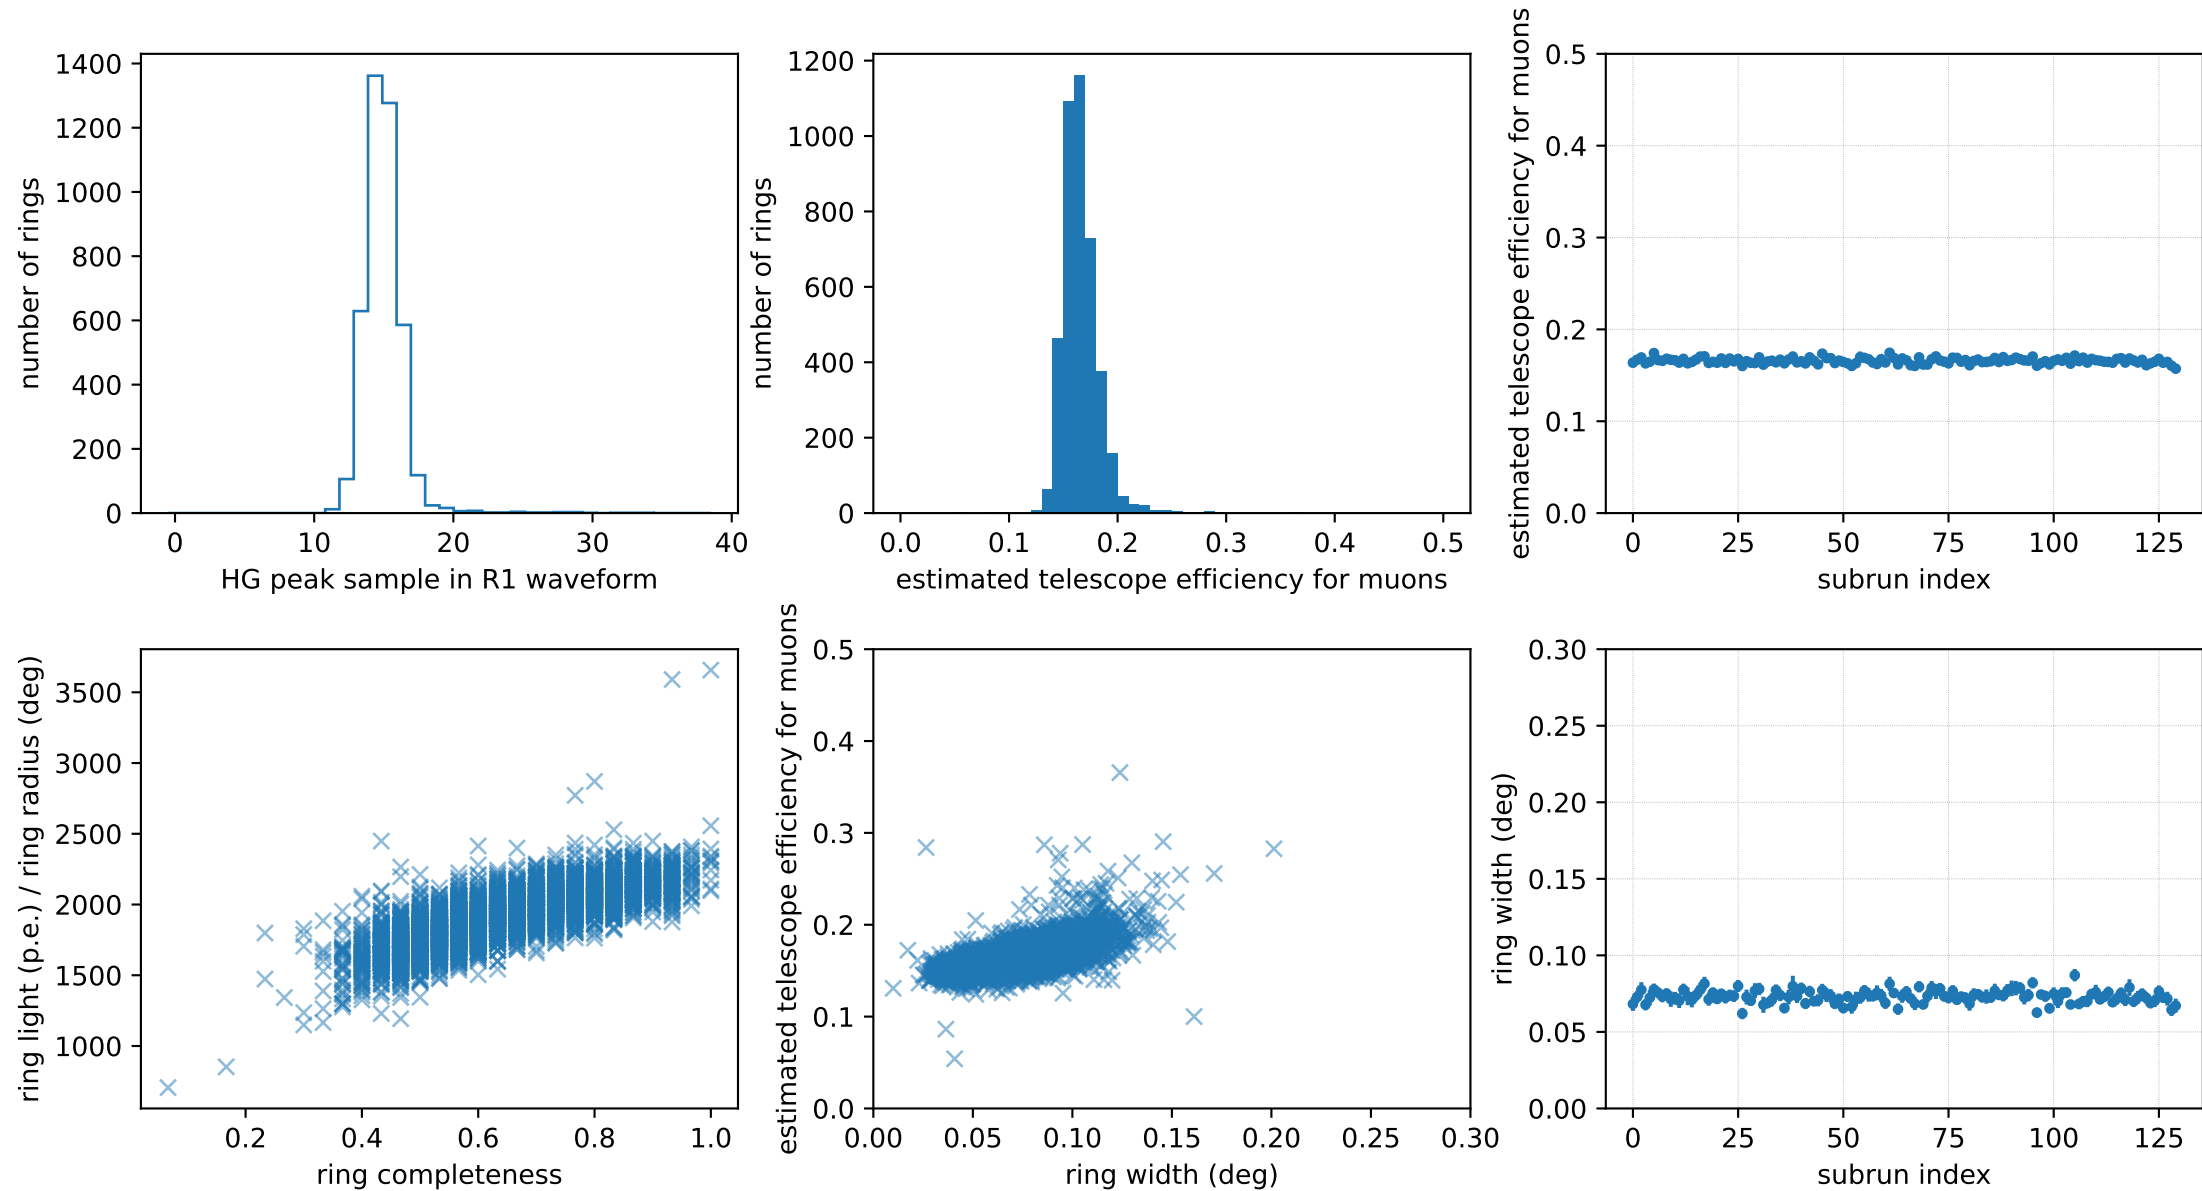 1400
1200
1000
800
600
400
200
0
number of rings
0 10 20 30 40
HG peak sample in R1 waveform
1200
1000
800
600
400
200
0
number of rings
0.0 0.1 0.2 0.3 0.4 0.5
estimated telescope efficiency for muons
0.5
0.4
0.3
0.2
0.1
0.0
estimated telescope efficiency for muons
0 25 50 75 100 125
subrun index
3500
3000
2500
2000
1500
1000
ring light (p.e.) / ring radius (deg)
0.2 0.4 0.6 0.8 1.0
ring completeness
0.5
0.4
0.3
0.2
0.1
0.0
estimated telescope efficiency for muons
0.00 0.05 0.10 0.15 0.20 0.25 0.30
ring width (deg)
0.30
0.25
0.20
0.15
0.10
0.05
0.00
ring width (deg)
0 25 50 75 100 125
subrun index